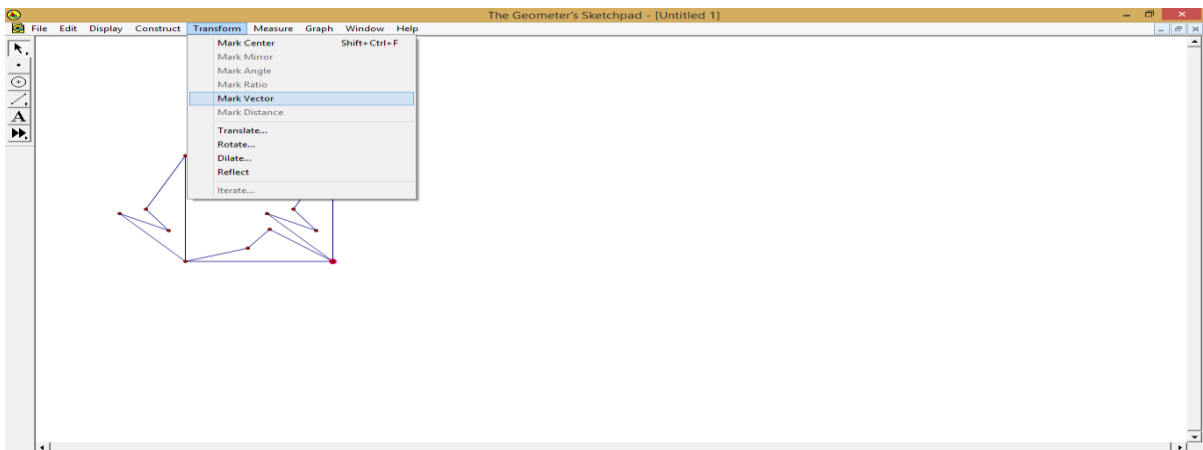 The Geometer's Sketchpad - [Untitled 1]
File Edit Display Construct Transform Measure Graph Window Help
Mark Center Shift+Ctrl+F
Mark Mirror
Mark Angle
Mark Ratio
Mark Vector
Mark Distance
Translate...
Rotate...
Dilate...
Reflect
Iterate...
A